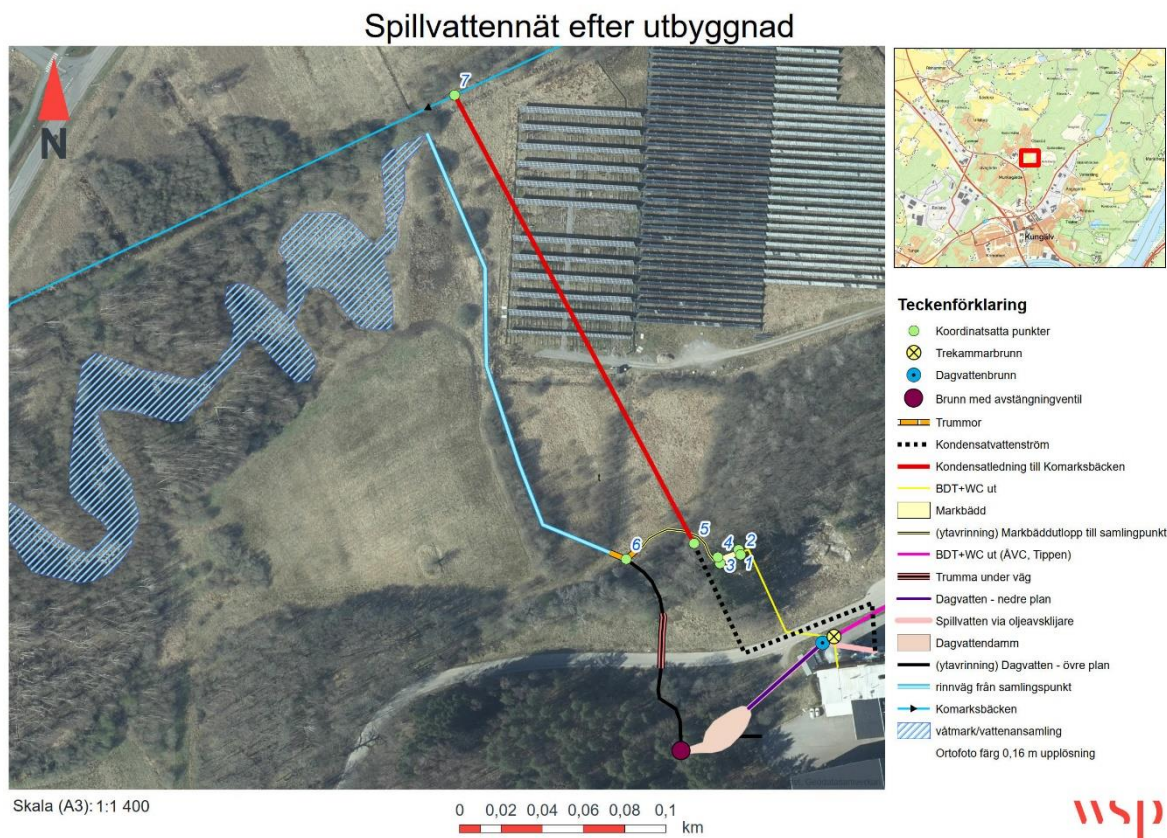 Spillvattennät efter utbyggnad
N
7
5
4
2
1
3
6
Kungälv
Teckenförklaring
Koordinatsatta punkter
Trekammarbrunn
Dagvattenbrunn
Brunn med avstängningventil
Trummor
Kondensatvattenström
Kondensatledning till Komarksbäcken
BDT+WC ut
Markbädd
(ytavrinning) Markbäddutlopp till samlingpunkt
BDT+WC ut (ÅVC, Tippen)
Trumma under väg
Dagvatten - nedre plan
Spillvatten via oljeavskljare
Dagvattendamm
(ytavrinning) Dagvatten - övre plan
rinnväg från samlingspunkt
Komarksbäcken
våtmark/vattenansamling
Ortofoto färg 0,16 m upplösning
Skala (A3): 1:1 400
0 0,02 0,04 0,06 0,08 0,1
km
wsp